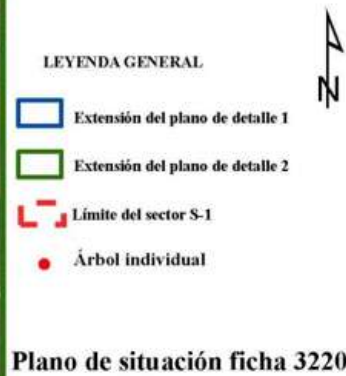 LEYENDA GENERAL
N
Extensión del plano de detalle 1
Extensión del plano de detalle 2
Límite del sector S-1
Árbol individual
Plano de situación ficha 3220